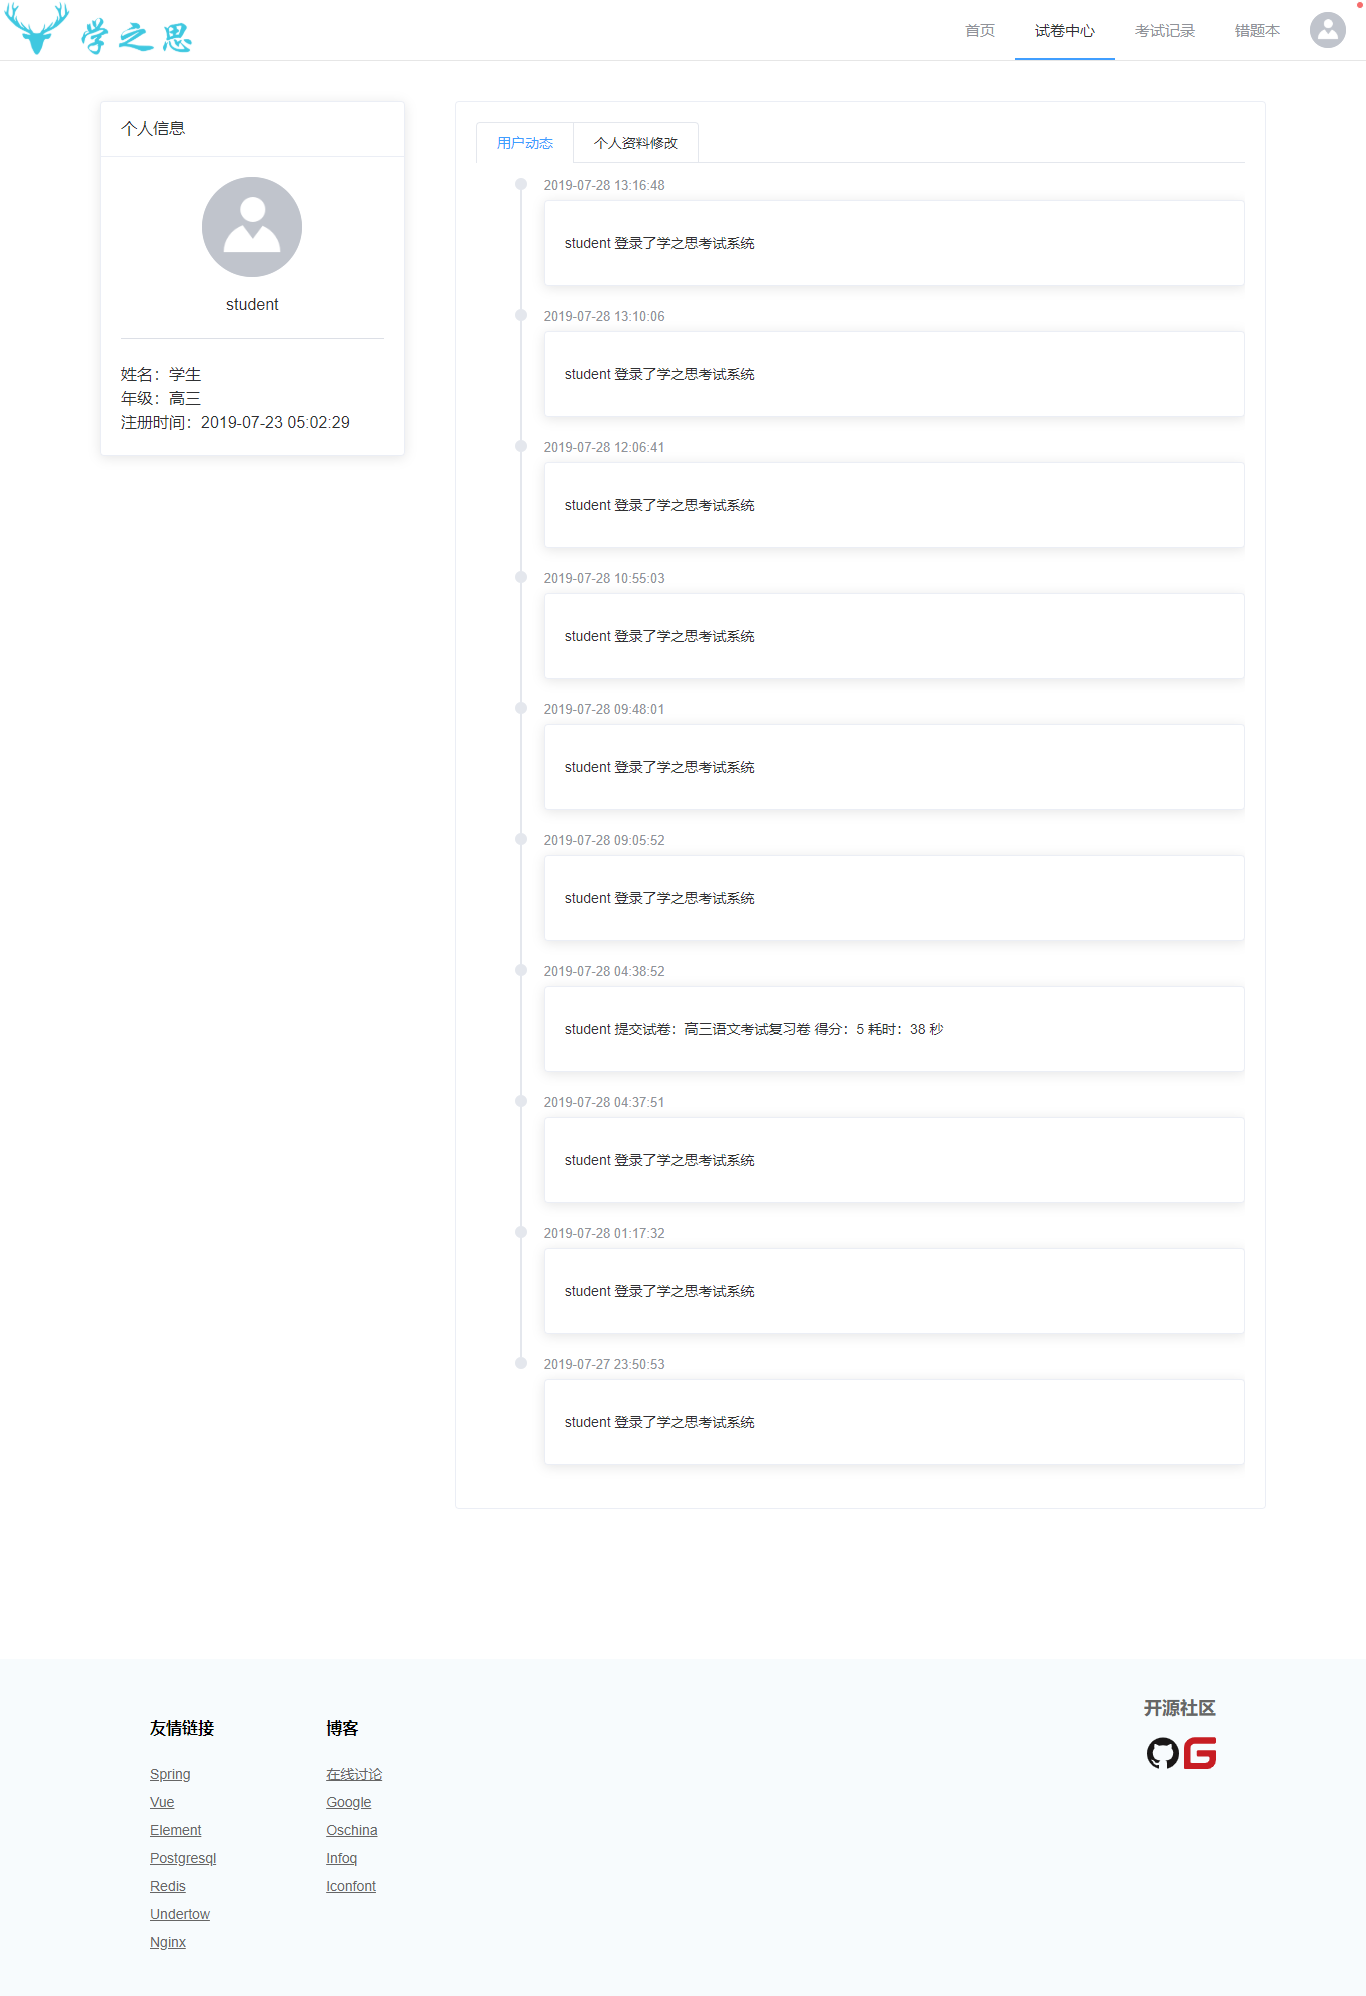 学之思
首页
试卷中心
考试记录
错题本
个人信息
student
姓名：学生
年级：高三
注册时间：2019-07-23 05:02:29
用户动态
个人资料修改
2019-07-28 13:16:48
student 登录了学之思考试系统
2019-07-28 13:10:06
student 登录了学之思考试系统
2019-07-28 12:06:41
student 登录了学之思考试系统
2019-07-28 10:55:03
student 登录了学之思考试系统
2019-07-28 09:48:01
student 登录了学之思考试系统
2019-07-28 09:05:52
student 登录了学之思考试系统
2019-07-28 04:38:52
student 提交试卷：高三语文考试复习卷 得分：5 耗时：38 秒
2019-07-28 04:37:51
student 登录了学之思考试系统
2019-07-28 01:17:32
student 登录了学之思考试系统
2019-07-27 23:50:53
student 登录了学之思考试系统
友情链接
Spring
Vue
Element
Postgresql
Redis
Undertow
Nginx
博客
在线讨论
Google
Oschina
Infoq
Iconfont
开源社区